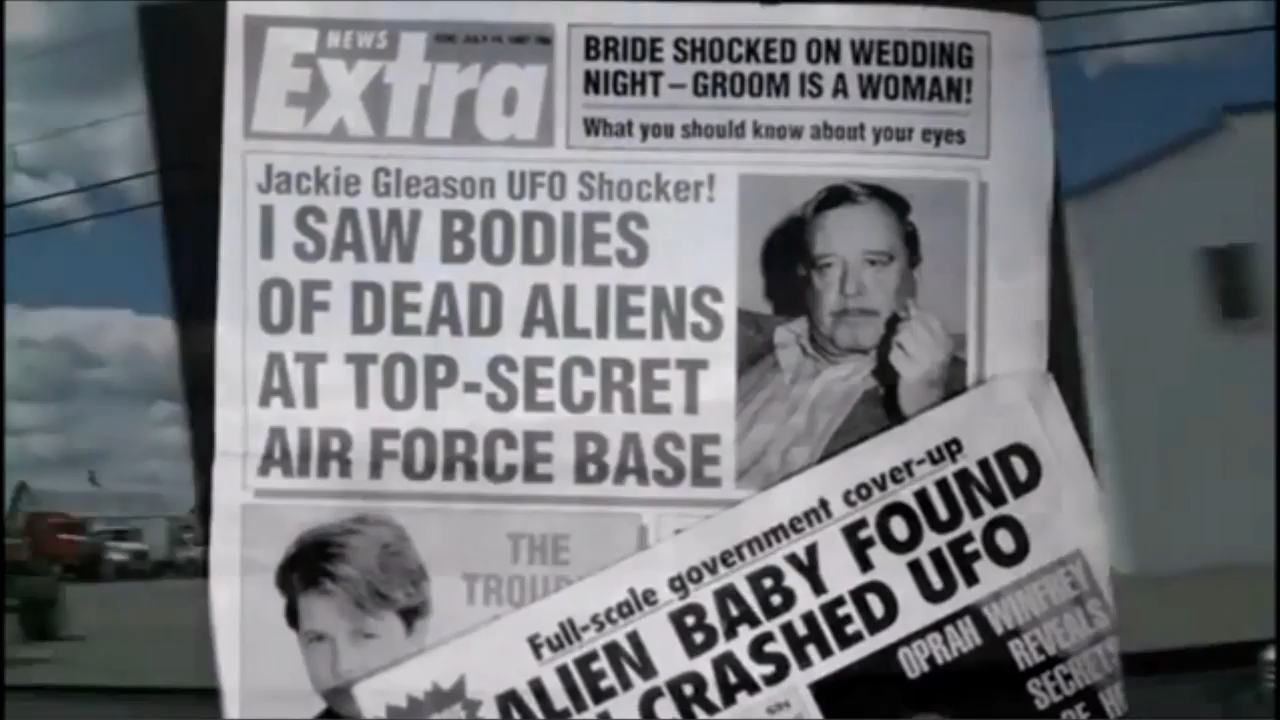 NEWS
Extra
BRIDE SHOCKED ON WEDDING
NIGHT – GROOM IS A WOMAN!
What you should know about your eyes
Jackie Gleason UFO Shocker!
I SAW BODIES
OF DEAD ALIENS
AT TOP-SECRET
AIR FORCE BASE
THE
Full-scale government cover-up
ALIEN BABY FOUND
CRASHED UFO
OPRAH WINFREY
REVEALS